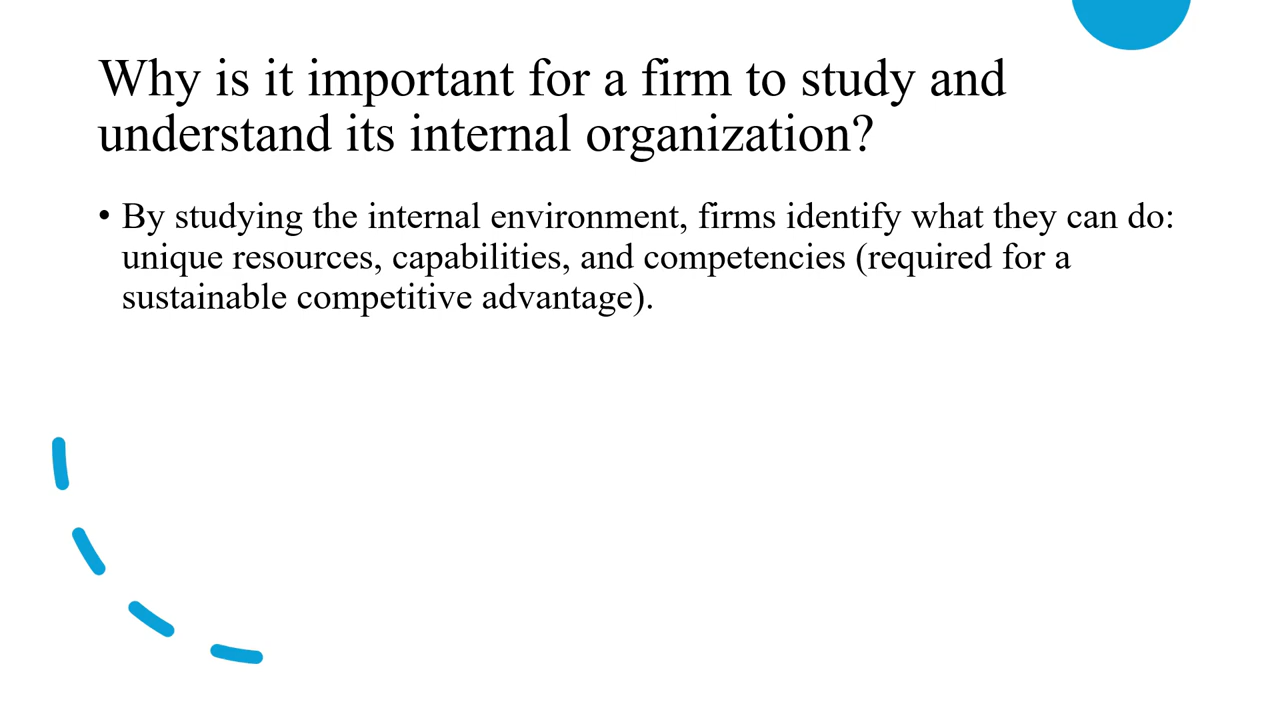 Why is it important for a firm to study and
understand its internal organization?
• By studying the internal environment, firms identify what they can do:
unique resources, capabilities, and competencies (required for a
sustainable competitive advantage).